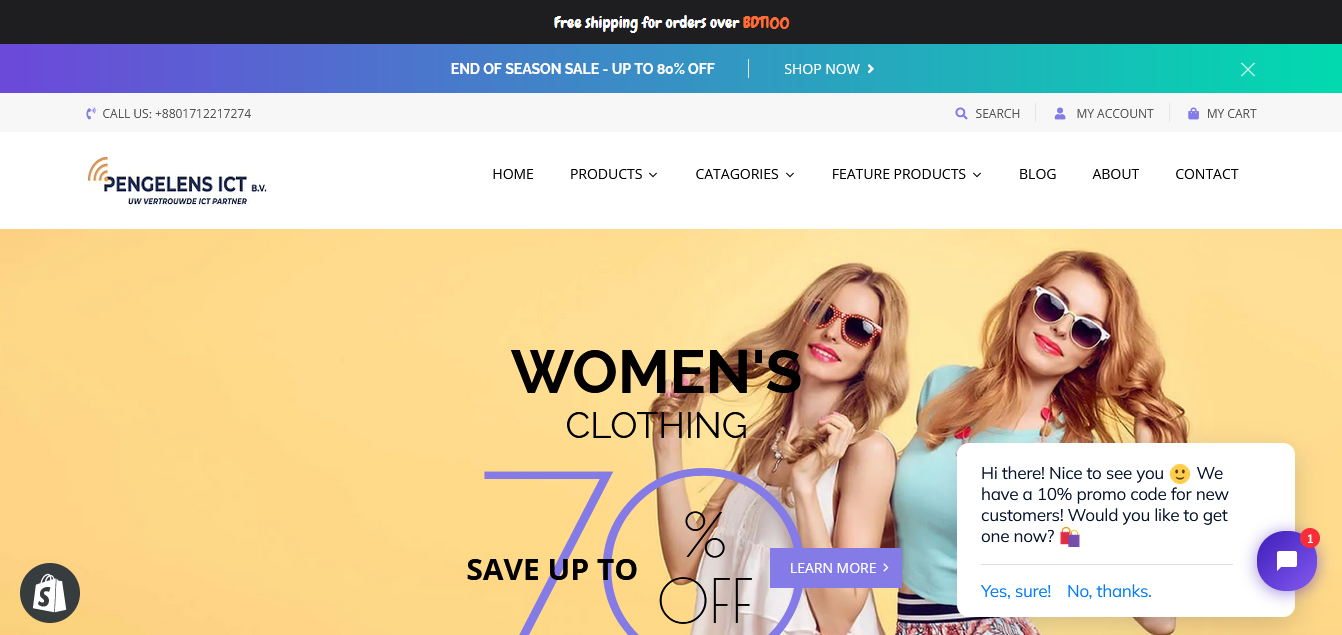 Free shipping for orders over BDT100
END OF SEASON SALE - UP TO 80% OFF
SHOP NOW
CALL US: +8801712217274
SEARCH
MY ACCOUNT
MY CART
PENGELENS ICT B.V.
UW VERTROUWDE ICT PARTNER
HOME
PRODUCTS
CATAGORIES
FEATURE PRODUCTS
BLOG
ABOUT
CONTACT
WOMEN'S
CLOTHING
SAVE UP TO
70
%
OFF
LEARN MORE
Hi there! Nice to see you 🙂 We
have a 10% promo code for new
customers! Would you like to get
one now? 🛍️
Yes, sure!
No, thanks.
1
S